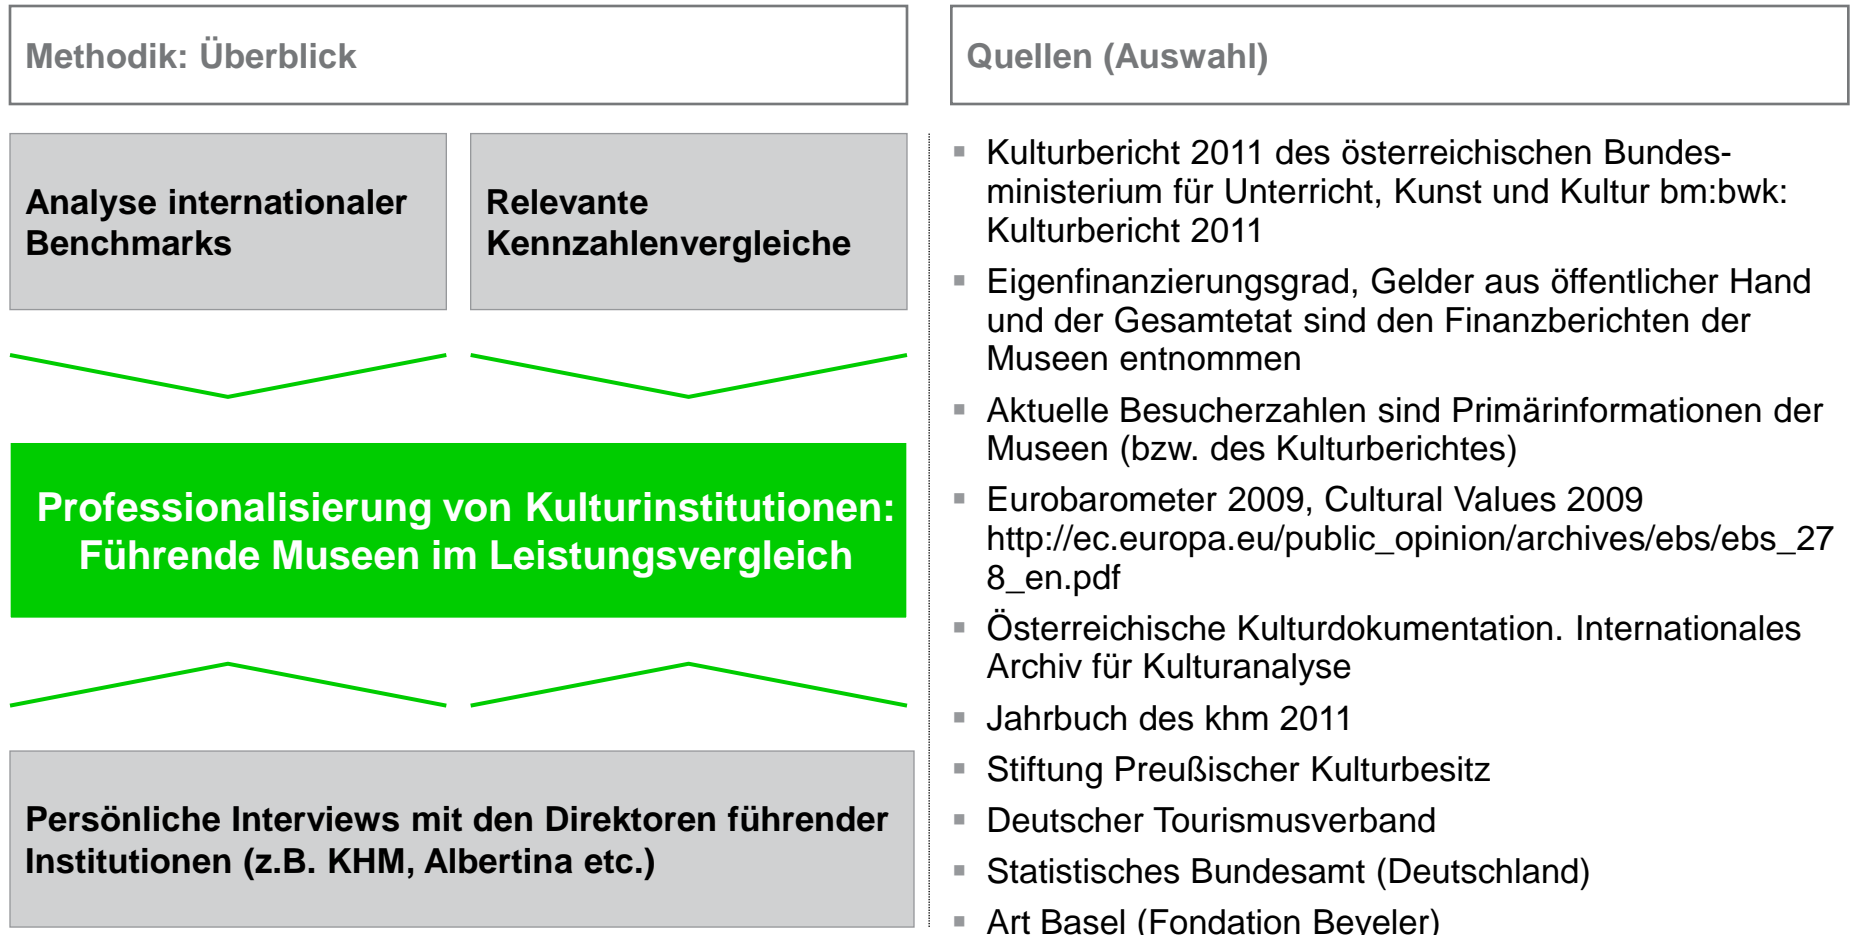 Methodik: Überblick
Analyse internationaler
Benchmarks
Relevante
Kennzahlenvergleiche
Professionalisierung von Kulturinstitutionen:
Führende Museen im Leistungsvergleich
Persönliche Interviews mit den Direktoren führender
Institutionen (z.B. KHM, Albertina etc.)
Quellen (Auswahl)
Kulturbericht 2011 des österreichischen Bundes-
ministerium für Unterricht, Kunst und Kultur bm:bwk:
Kulturbericht 2011
Eigenfinanzierungsgrad, Gelder aus öffentlicher Hand
und der Gesamtetat sind den Finanzberichten der
Museen entnommen
Aktuelle Besucherzahlen sind Primärinformationen der
Museen (bzw. des Kulturberichtes)
Eurobarometer 2009, Cultural Values 2009
http://ec.europa.eu/public_opinion/archives/ebs/ebs_27
8_en.pdf
Österreichische Kulturdokumentation. Internationales
Archiv für Kulturanalyse
Jahrbuch des khm 2011
Stiftung Preußischer Kulturbesitz
Deutscher Tourismusverband
Statistisches Bundesamt (Deutschland)
Art Basel (Fondation Beyeler)